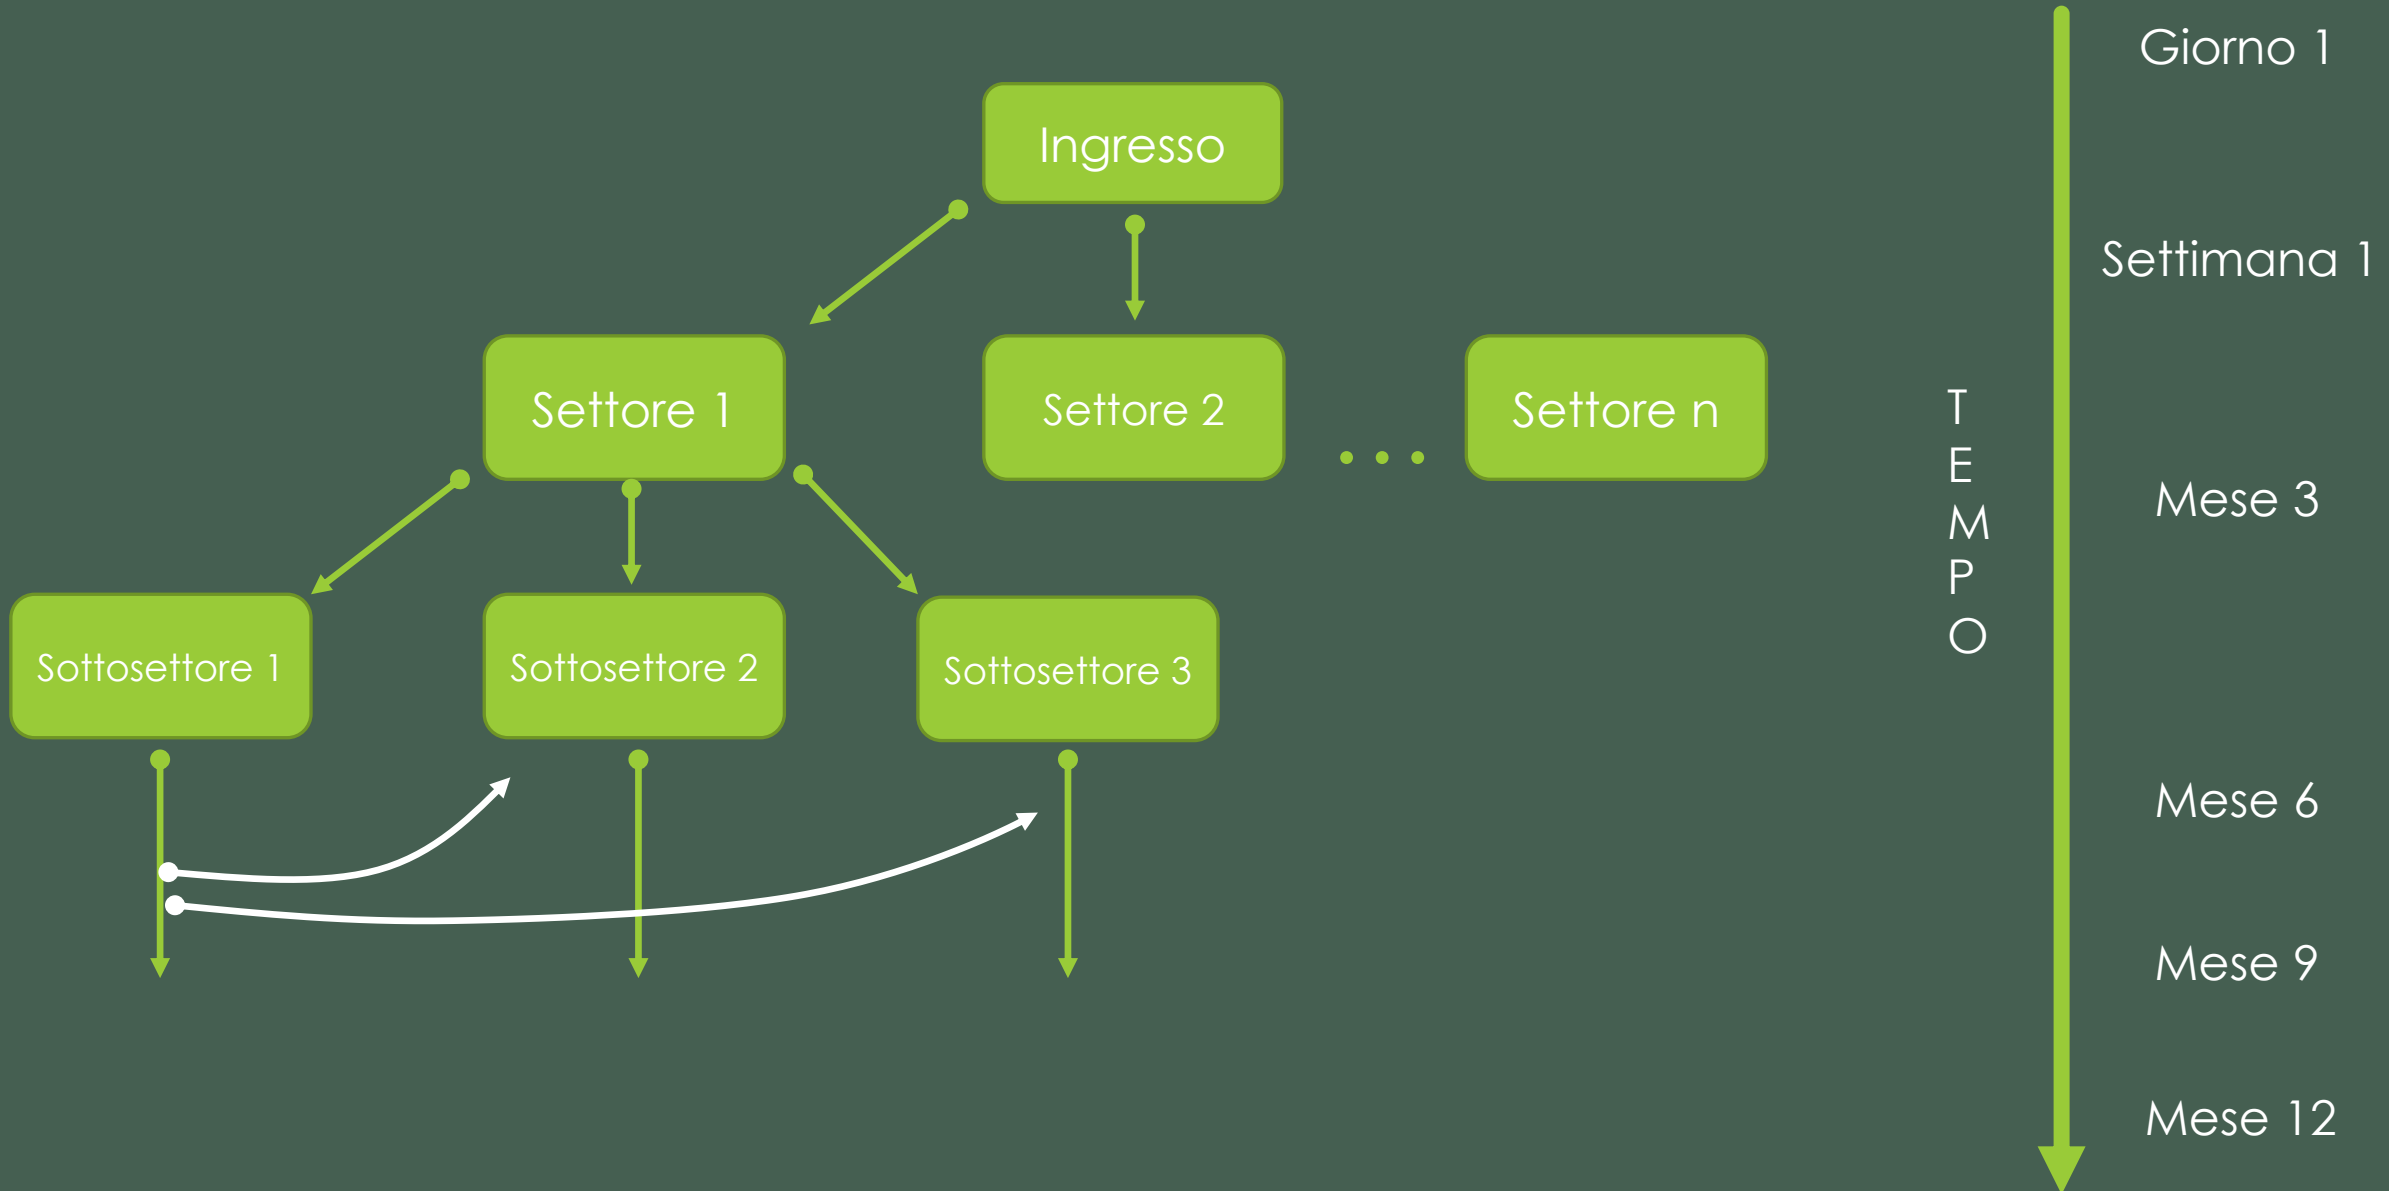 Giorno 1
Ingresso
Settimana 1
Settore 1
Settore 2
Settore n
Sottosettore 1
Sottosettore 2
Sottosettore 3
T
E
M
P
O
Mese 3
Mese 6
Mese 9
Mese 12